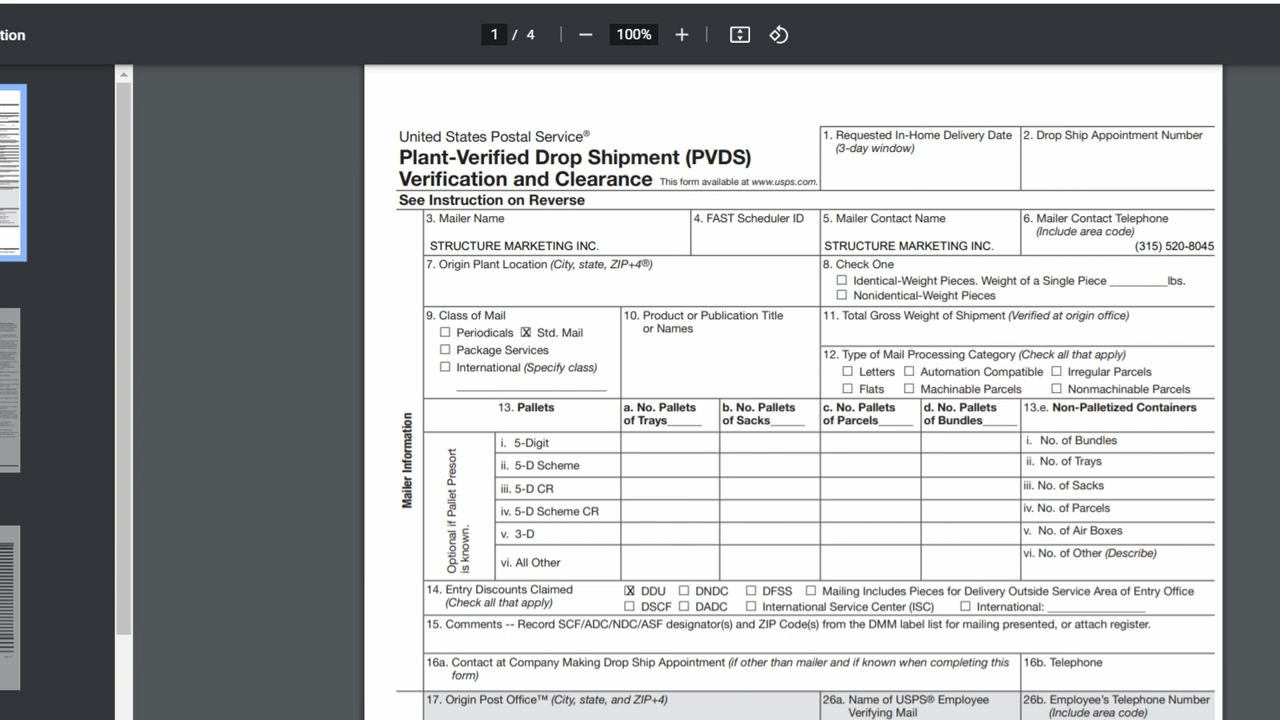 tion
1 / 4
100%
United States Postal Service®
Plant-Verified Drop Shipment (PVDS)
Verification and Clearance This form available at www.usps.com.
1. Requested In-Home Delivery Date
(3-day window)
2. Drop Ship Appointment Number
See Instruction on Reverse
3. Mailer Name
STRUCTURE MARKETING INC.
4. FAST Scheduler ID
5. Mailer Contact Name
STRUCTURE MARKETING INC.
6. Mailer Contact Telephone
(Include area code)
(315) 520-8045
7. Origin Plant Location (City, state, ZIP+4®)
8. Check One
Identical-Weight Pieces. Weight of a Single Piece _________lbs.
Nonidentical-Weight Pieces
9. Class of Mail
Periodicals X Std. Mail
Package Services
International (Specify class)
10. Product or Publication Title
or Names
11. Total Gross Weight of Shipment (Verified at origin office)
12. Type of Mail Processing Category (Check all that apply)
Letters Automation Compatible Irregular Parcels
Flats Machinable Parcels Nonmachinable Parcels
Mailer Information
13. Pallets
a. No. Pallets
of Trays______
b. No. Pallets
of Sacks______
c. No. Pallets
of Parcels______
d. No. Pallets
of Bundles______
13.e. Non-Palletized Containers
Optional if Pallet Presort
is known.
i. 5-Digit
i. No. of Bundles
ii. 5-D Scheme
ii. No. of Trays
iii. 5-D CR
iii. No. of Sacks
iv. 5-D Scheme CR
iv. No. of Parcels
v. 3-D
v. No. of Air Boxes
vi. All Other
vi. No. of Other (Describe)
14. Entry Discounts Claimed
(Check all that apply)
X DDU DNDC DFSS Mailing Includes Pieces for Delivery Outside Service Area of Entry Office
DSCF DADC International Service Center (ISC) International: _______________
15. Comments -- Record SCF/ADC/NDC/ASF designator(s) and ZIP Code(s) from the DMM label list for mailing presented, or attach register.
16a. Contact at Company Making Drop Ship Appointment (if other than mailer and if known when completing this
form)
16b. Telephone
17. Origin Post Office™ (City, state, and ZIP+4)
26a. Name of USPS® Employee
Verifying Mail
26b. Employee's Telephone Number
(Include area code)